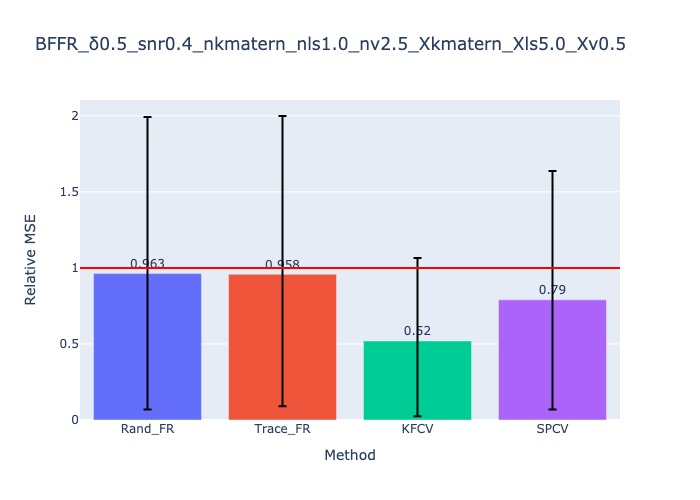 BFFR_δ0.5_snr0.4_nkmatern_nls1.0_nv2.5_Xkmatern_Xls5.0_Xv0.5
2
1.5
1
0.5
0
Relative MSE
0.963
0.958
0.52
0.79
Rand_FR
Trace_FR
KFCV
SPCV
Method